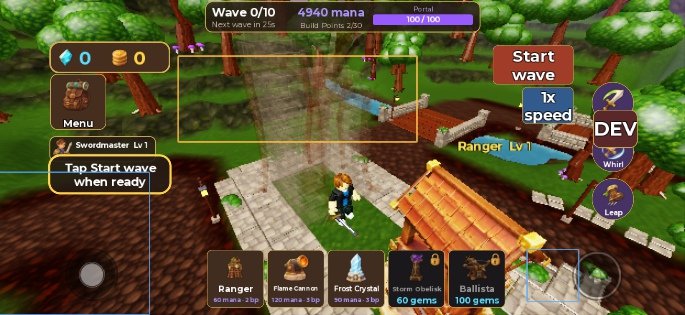 Wave 0/10
4940 mana
Portal
100 / 100
Next wave in 25s
Build Points 2/30
0
0
Start
wave
1x
speed
Menu
DEV
Swordmaster Lv 1
Ranger Lv 1
Whirl
Tap Start wave
when ready
Leap
Ranger
60 mana · 2 bp
Flame Cannon
120 mana · 3 bp
Frost Crystal
90 mana · 3 bp
Storm Obelisk
60 gems
Ballista
100 gems